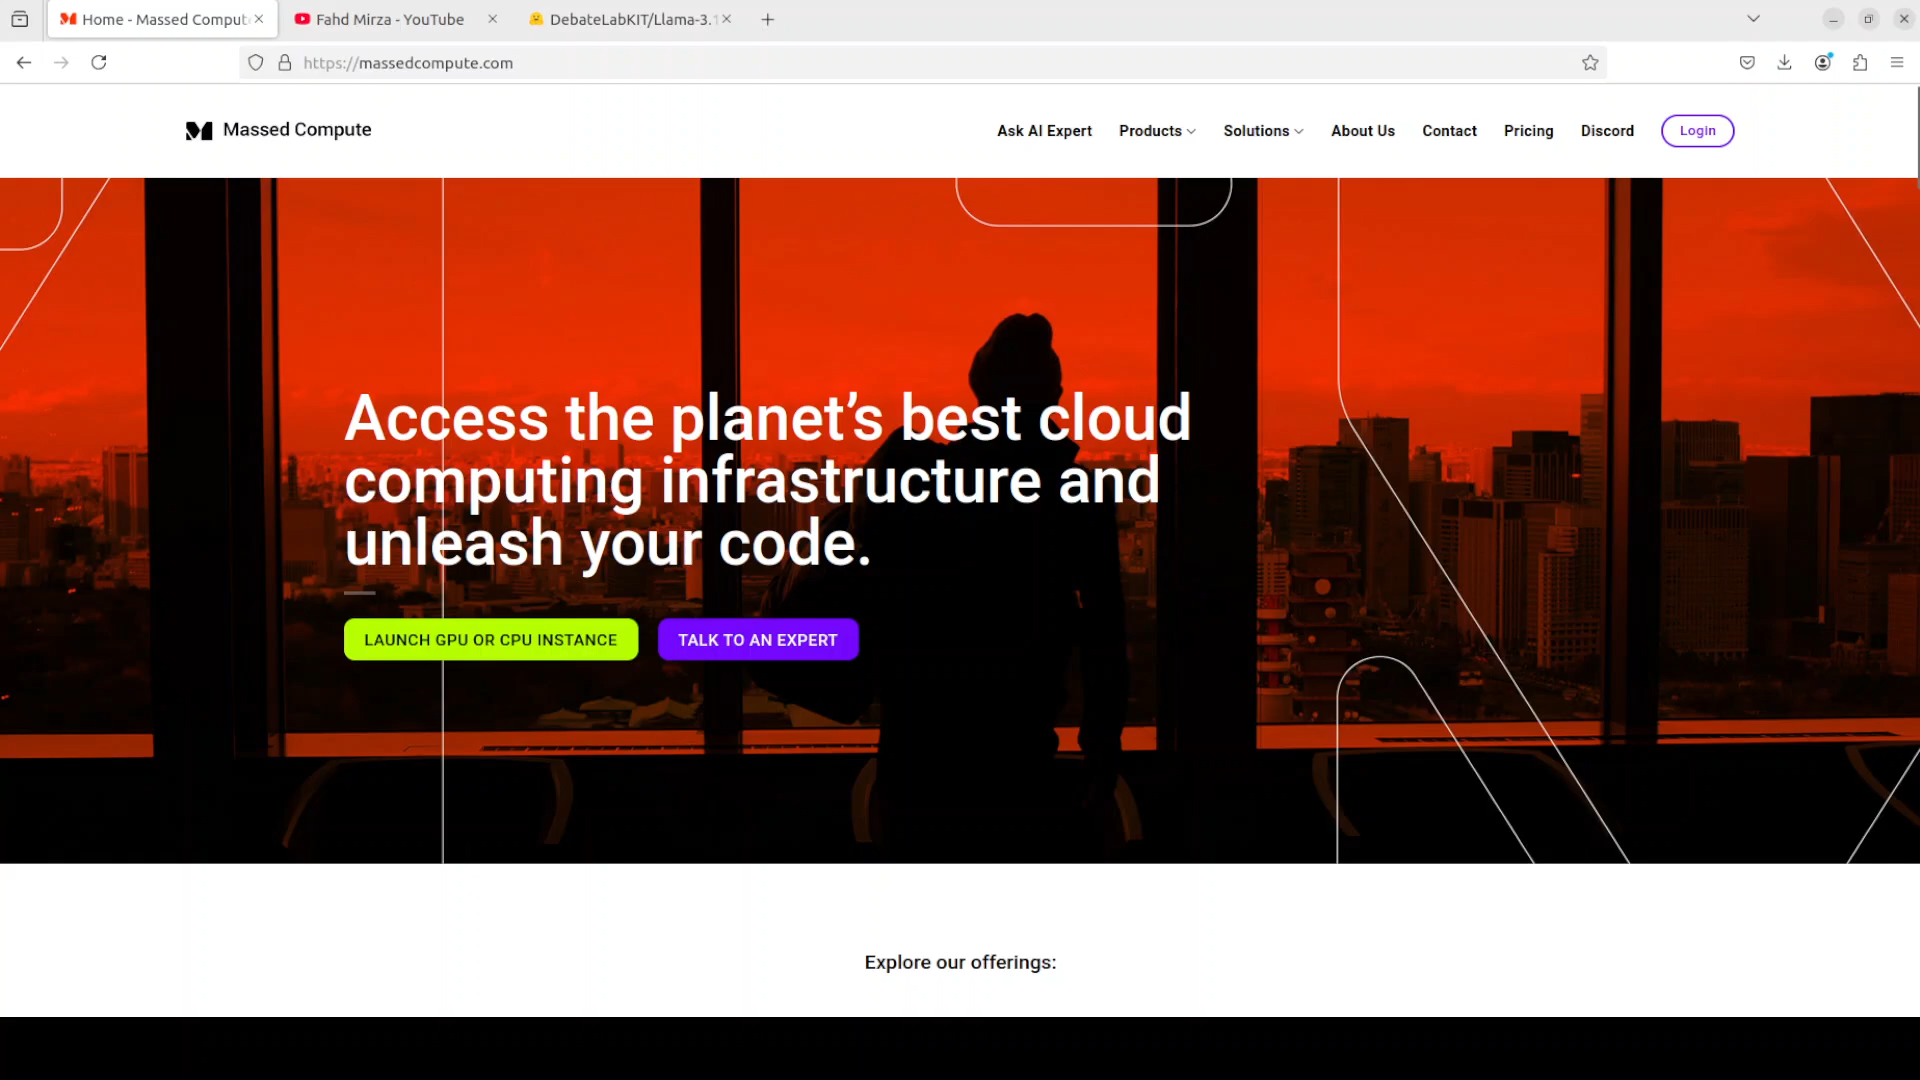 Home - Massed Comput
Fahd Mirza - YouTube
DebateLabKIT/Llama-3.1
https://massedcompute.com
Massed Compute
Ask AI Expert
Products
Solutions
About Us
Contact
Pricing
Discord
Login
Access the planet’s best cloud
computing infrastructure and
unleash your code.
LAUNCH GPU OR CPU INSTANCE
TALK TO AN EXPERT
Explore our offerings: